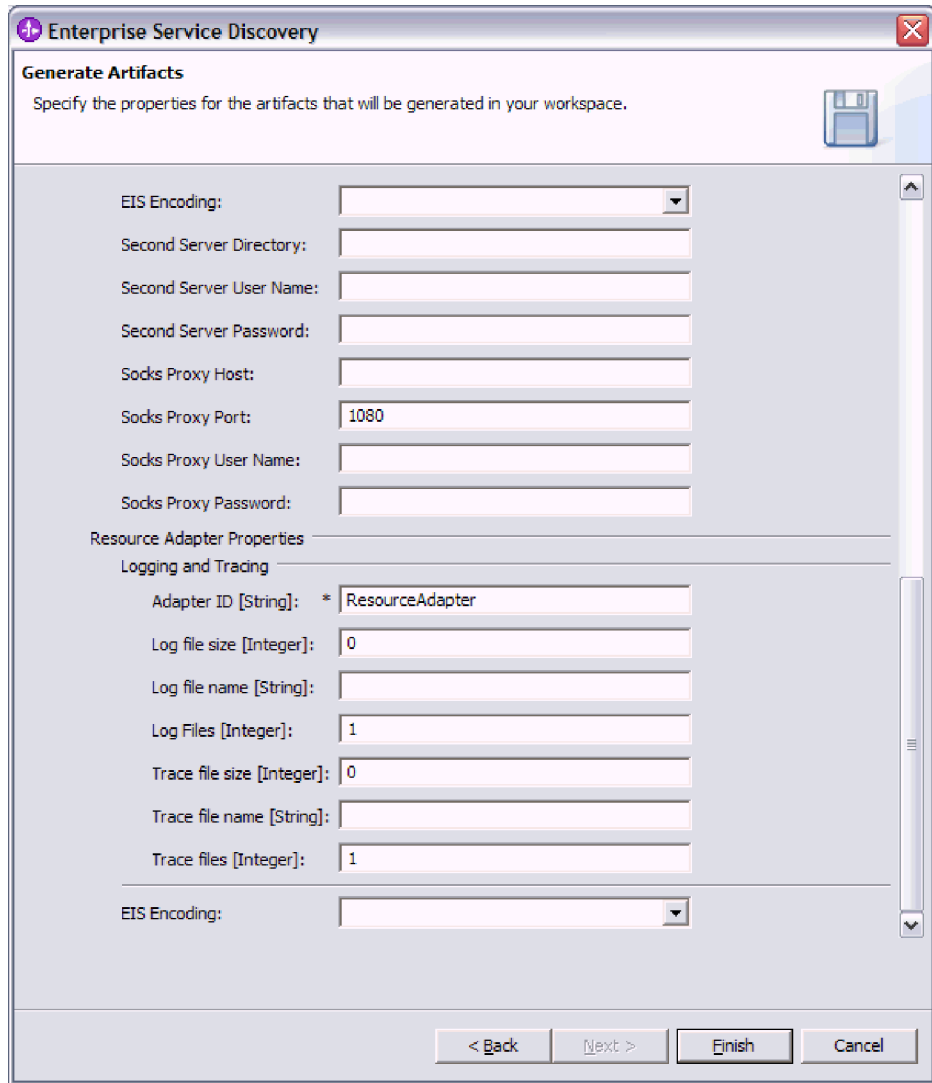 Enterprise Service Discovery
Generate Artifacts
Specify the properties for the artifacts that will be generated in your workspace.
EIS Encoding:
Second Server Directory:
Second Server User Name:
Second Server Password:
Socks Proxy Host:
Socks Proxy Port: 1080
Socks Proxy User Name:
Socks Proxy Password:
Resource Adapter Properties
Logging and Tracing
Adapter ID [String]: * ResourceAdapter
Log file size [Integer]: 0
Log file name [String]:
Log Files [Integer]: 1
Trace file size [Integer]: 0
Trace file name [String]:
Trace files [Integer]: 1
EIS Encoding:
< Back Next > Finish Cancel